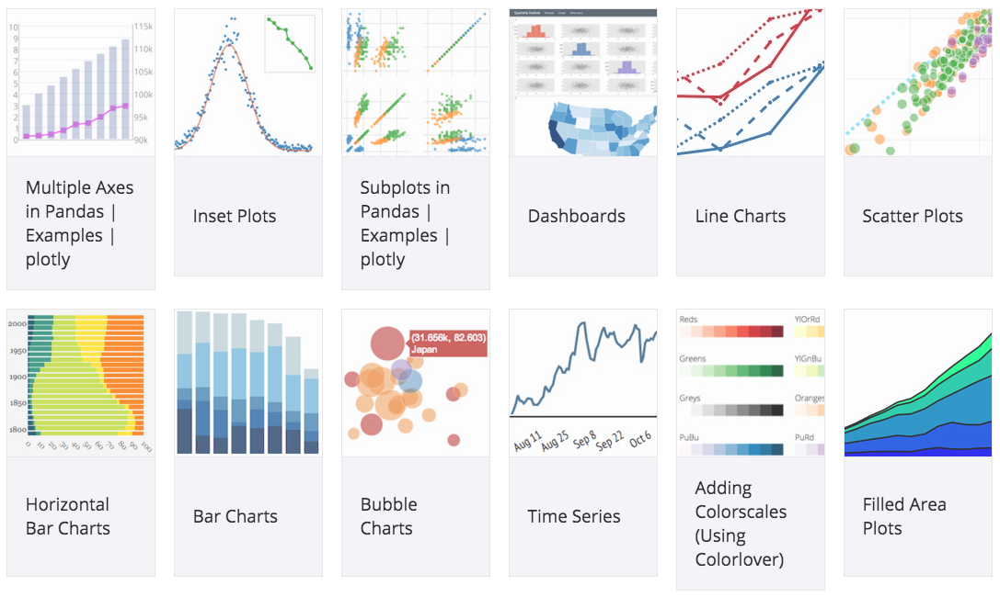 10
9
8
7
6
5
4
3
2
1
0
115k
110k
105k
100k
95k
90k
Multiple Axes
in Pandas |
Examples |
plotly
Inset Plots
Subplots in
Pandas |
Examples |
plotly
Dashboards
Line Charts
Scatter Plots
2000
1950
1900
1850
1800
0 10 20 30 40 50 60 70 80 90 100
Horizontal
Bar Charts
Bar Charts
(31.656k, 82.603)
Japan
Bubble
Charts
Aug 11 Aug 25 Sep 8 Sep 22 Oct 6
Time Series
Reds YlOrRd
Greens YlGnBu
Greys Oranges
PuBu PuRd
Adding
Colorscales
(Using
Colorlover)
Filled Area
Plots